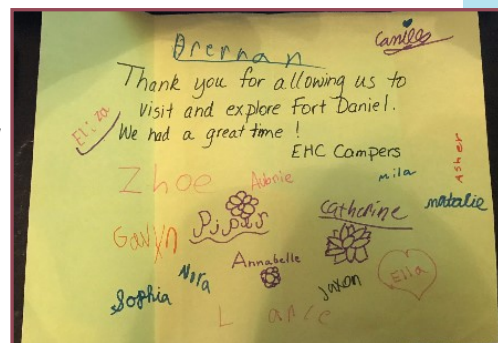 Brennan
Camille
Thank you for allowing us to
visit and explore Fort Daniel.
We had a great time!
EHC Campers
Eliza
Asher
Zhoe
Aubrie
Mila
Natalie
Gavyn
Piper
Catherine
Annabelle
Sophia
Nora
Jaxon
Ella